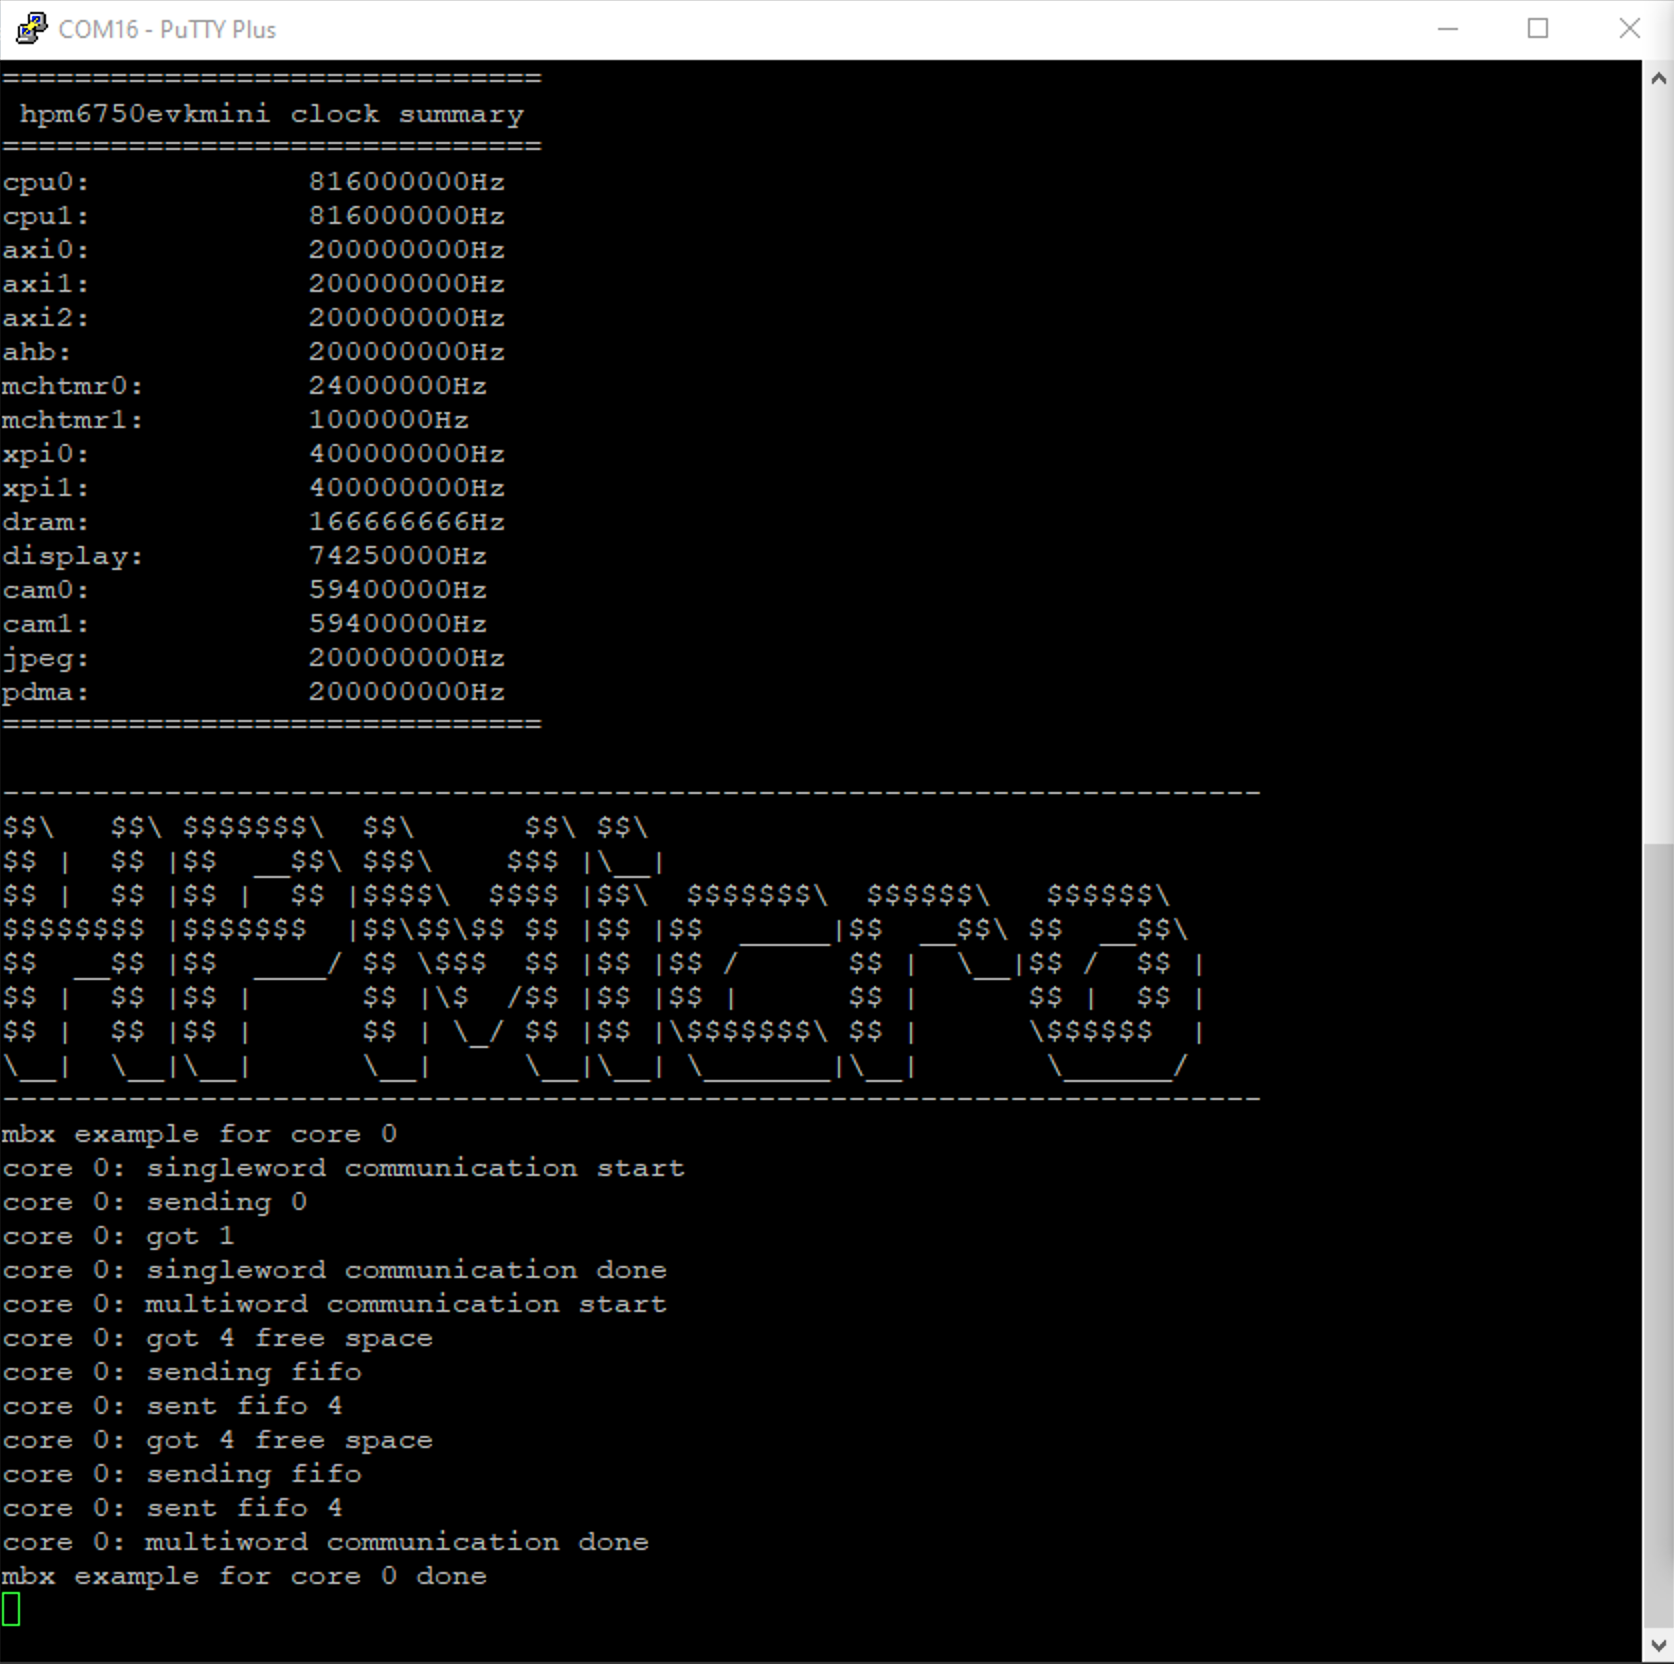 COM16 - PuTTY Plus
==============================
 hpm6750evkmini clock summary
==============================
cpu0:            816000000Hz
cpu1:            816000000Hz
axi0:            200000000Hz
axi1:            200000000Hz
axi2:            200000000Hz
ahb:             200000000Hz
mchtmr0:         24000000Hz
mchtmr1:         1000000Hz
xpi0:            400000000Hz
xpi1:            400000000Hz
dram:            166666666Hz
display:         74250000Hz
cam0:            59400000Hz
cam1:            59400000Hz
jpeg:            200000000Hz
pdma:            200000000Hz
==============================

----------------------------------------------------------------------
$$\   $$\ $$$$$$$\  $$\      $$\ $$\
$$ |  $$ |$$  __$$\ $$$\    $$$ |\__|
$$ |  $$ |$$ |  $$ |$$$$\  $$$$ |$$\  $$$$$$$\  $$$$$$\   $$$$$$\
$$$$$$$$ |$$$$$$$  |$$\$$\$$ $$ |$$ |$$  _____|$$  __$$\ $$  __$$\
$$  __$$ |$$  ____/ $$ \$$$  $$ |$$ |$$ /      $$ |  \__|$$ /  $$ |
$$ |  $$ |$$ |      $$ |\$  /$$ |$$ |$$ |      $$ |      $$ |  $$ |
$$ |  $$ |$$ |      $$ | \_/ $$ |$$ |\$$$$$$$\ $$ |      \$$$$$$  |
\__|  \__|\__|      \__|     \__|\__| \_______|\__|       \______/
----------------------------------------------------------------------
mbx example for core 0
core 0: singleword communication start
core 0: sending 0
core 0: got 1
core 0: singleword communication done
core 0: multiword communication start
core 0: got 4 free space
core 0: sending fifo
core 0: sent fifo 4
core 0: got 4 free space
core 0: sending fifo
core 0: sent fifo 4
core 0: multiword communication done
mbx example for core 0 done